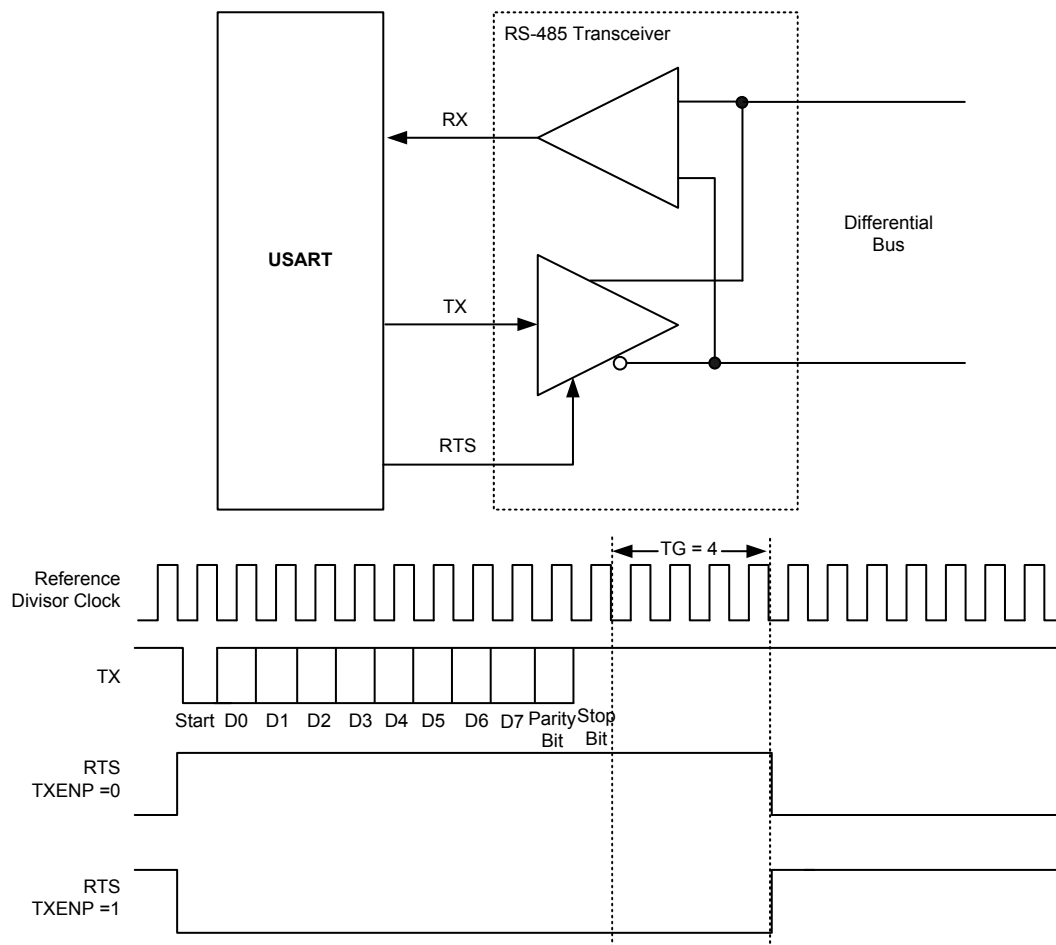 RS-485 Transceiver
RX
Differential
Bus
USART
TX
RTS
TG = 4
Reference
Divisor Clock
TX
Start D0 D1 D2 D3 D4 D5 D6 D7 Parity Bit Stop Bit
RTS
TXENP =0
RTS
TXENP =1